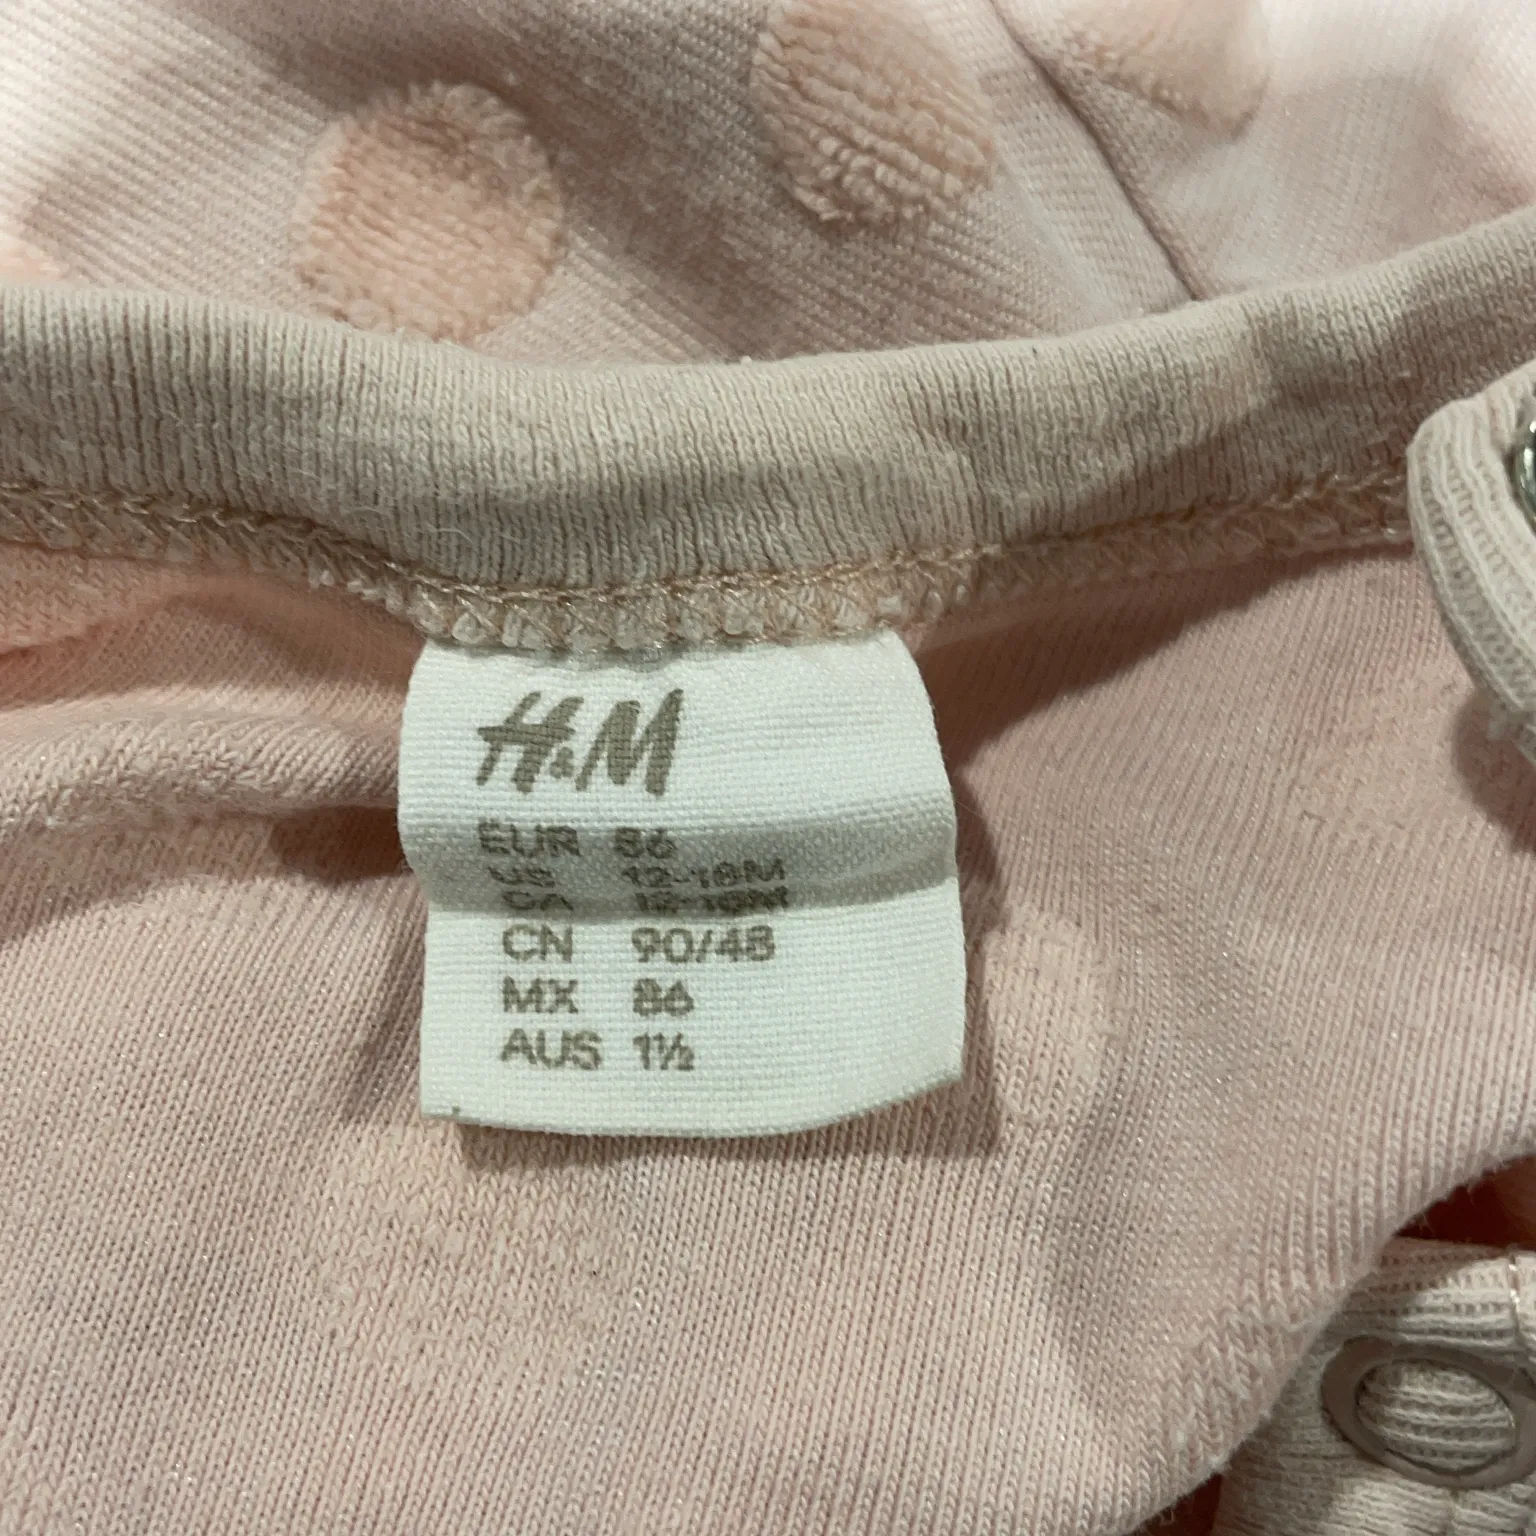 H&M
EUR 86
US 12-18M
CA 12-18M
CN 90/48
MX 86
AUS 1½